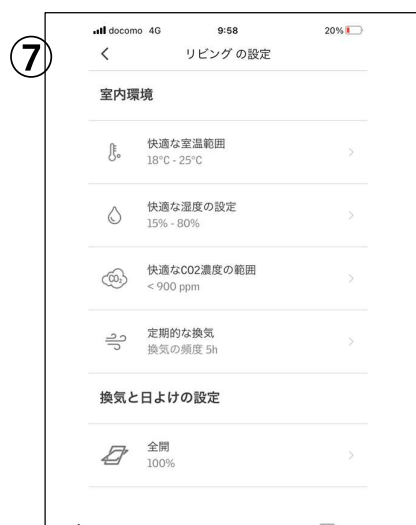 ⑦
docomo 4G 9:58 20%
リビング の設定
室内環境
快適な室温範囲
18°C - 25°C
快適な湿度の設定
15% - 80%
CO₂
快適なCO2濃度の範囲
< 900 ppm
定期的な換気
換気の頻度 5h
換気と日よけの設定
全開
100%